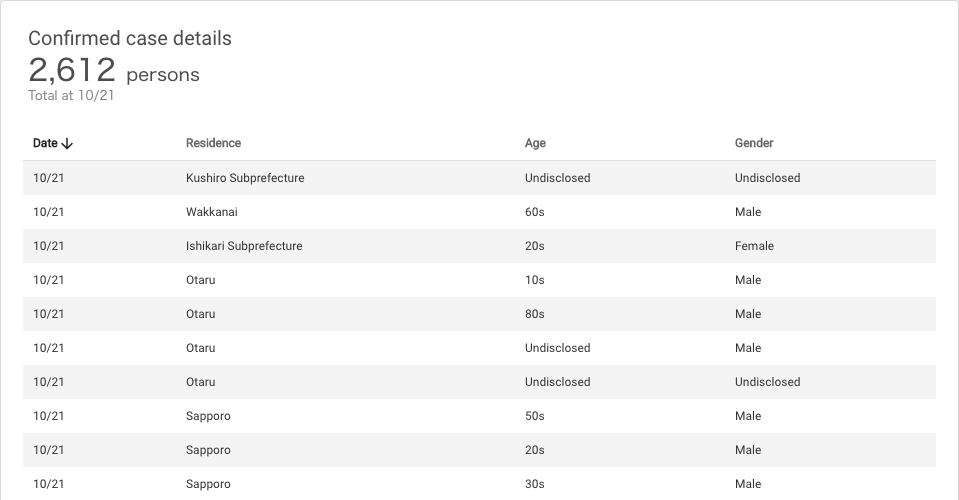 Confirmed case details
2,612 persons
Total at 10/21
Date ↓ Residence Age Gender
10/21 Kushiro Subprefecture Undisclosed Undisclosed
10/21 Wakkanai 60s Male
10/21 Ishikari Subprefecture 20s Female
10/21 Otaru 10s Male
10/21 Otaru 80s Male
10/21 Otaru Undisclosed Male
10/21 Otaru Undisclosed Undisclosed
10/21 Sapporo 50s Male
10/21 Sapporo 20s Male
10/21 Sapporo 30s Male